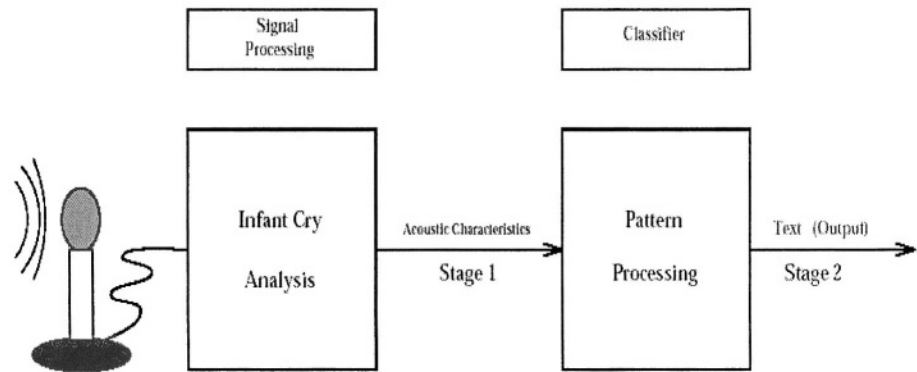 Signal
Processing
Classifier
Infant Cry
Analysis
Acoustic Characteristics
Stage 1
Pattern
Processing
Text (Output)
Stage 2